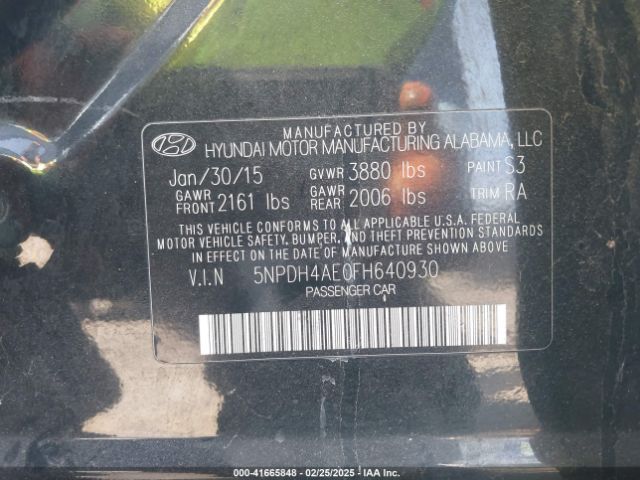 MANUFACTURED BY
HYUNDAI MOTOR MANUFACTURING ALABAMA, LLC
Jan/30/15 GVWR 3880 lbs PAINT S3
GAWR FRONT 2161 lbs GAWR REAR 2006 lbs TRIM RA
THIS VEHICLE CONFORMS TO ALL APPLICABLE U.S.A. FEDERAL
MOTOR VEHICLE SAFETY, BUMPER, AND THEFT PREVENTION STANDARDS
IN EFFECT ON THE DATE OF MANUFACTURE SHOWN ABOVE
V.I.N 5NPDH4AE0FH640930
PASSENGER CAR
000-41665848 - 02/25/2025 - IAA Inc.